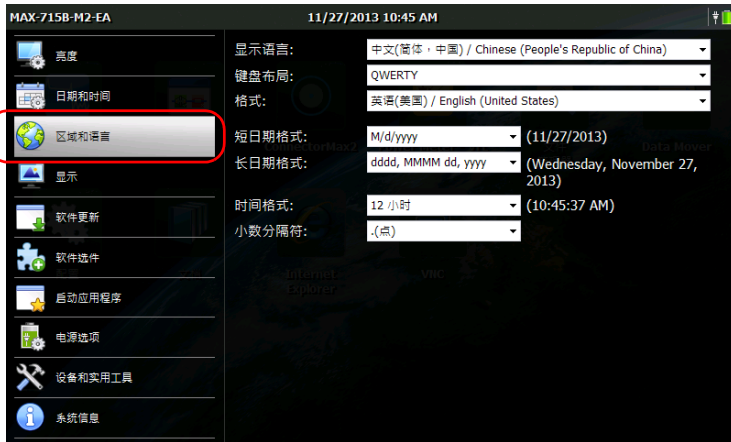 MAX-715B-M2-EA 11/27/2013 10:45 AM
亮度
日期和时间
区域和语言
显示
软件更新
软件选件
启动应用程序
电源选项
设备和实用工具
系统信息
显示语言: 中文(简体，中国) / Chinese (People's Republic of China)
键盘布局: QWERTY
格式: 英语(美国) / English (United States)
短日期格式: M/d/yyyy (11/27/2013)
长日期格式: dddd, MMMM dd, yyyy (Wednesday, November 27,
2013)
时间格式: 12 小时 (10:45:37 AM)
小数分隔符: .(点)
ConnectorMax2
Data Mover
Internet
Explorer
VNC